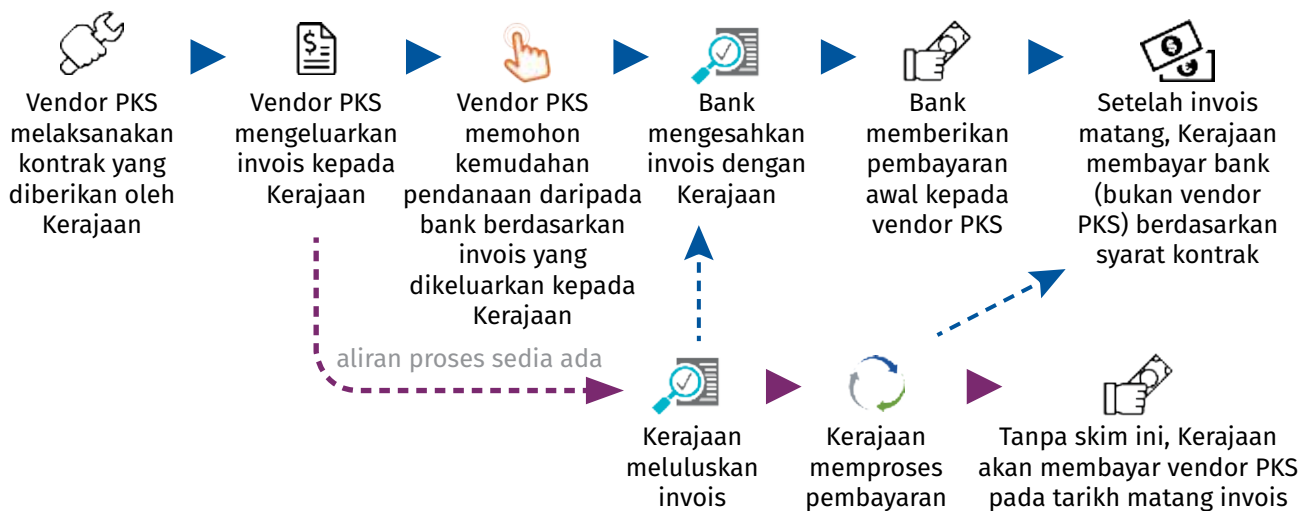 Vendor PKS
melaksanakan
kontrak yang
diberikan oleh
Kerajaan
Vendor PKS
mengeluarkan
invois kepada
Kerajaan
Vendor PKS
memohon
kemudahan
pendanaan daripada
bank berdasarkan
invois yang
dikeluarkan kepada
Kerajaan
Bank
mengesahkan
invois dengan
Kerajaan
Bank
memberikan
pembayaran
awal kepada
vendor PKS
Setelah invois
matang, Kerajaan
membayar bank
(bukan vendor
PKS) berdasarkan
syarat kontrak
aliran proses sedia ada
Kerajaan
meluluskan
invois
Kerajaan
memproses
pembayaran
Tanpa skim ini, Kerajaan
akan membayar vendor PKS
pada tarikh matang invois